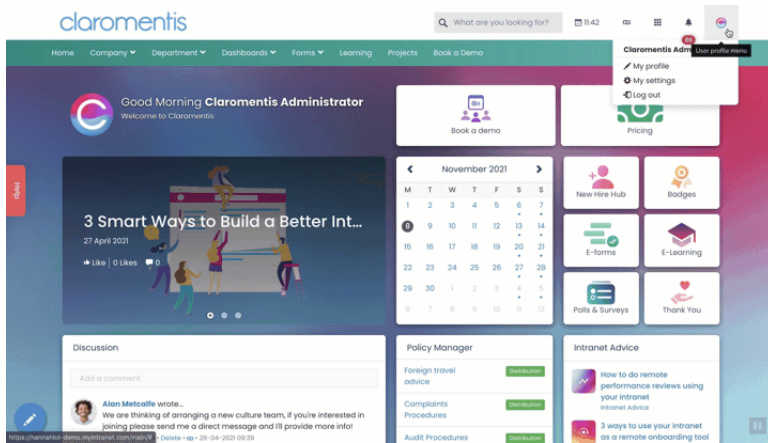 claromentis
What are you looking for?
11:42
Home Company Department Dashboards Forms Learning Projects Book a Demo
Claromentis Adm
User profile menu
My profile
My settings
Log out
Good Morning Claromentis Administrator
Welcome to Claromentis
Book a demo
Pricing
Help
3 Smart Ways to Build a Better Int...
27 April 2021
Like 0 Likes 0
November 2021
M T W T F S S
1 2 3 4 5 6 7
8 9 10 11 12 13 14
15 16 17 18 19 20 21
22 23 24 25 26 27 28
29 30 1 2 3 4 5
6 7 8 9 10 11 12
New Hire Hub
Badges
E-forms
E-Learning
Polls & Surveys
Thank You
Discussion
Add a comment
Alan Metcalfe wrote...
We are thinking of arranging a new culture team, if you're interested in
joining please send me a direct message and I'll provide more info!
• Delete • • 28-04-2021 09:39
https://hannahkd-demo.myintranet.com/main/#
Policy Manager
Foreign travel
advice
Distribution
Complaints
Procedures
Distribution
Audit Procedures
Distribution
Intranet Advice
How to do remote
performance reviews using
your intranet
Intranet Advice
3 ways to use your intranet
as a remote onboarding tool